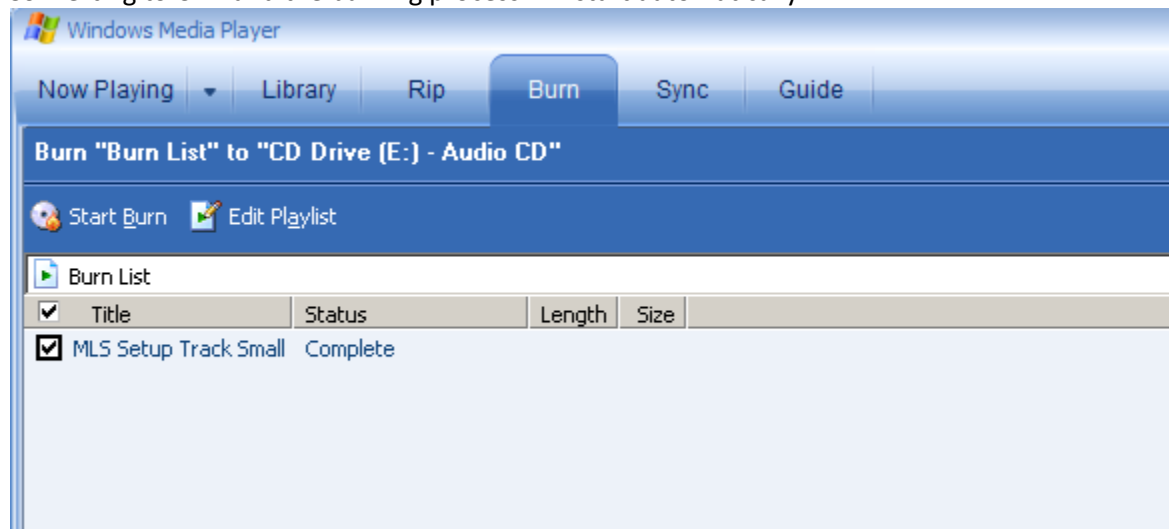 Windows Media Player
Now Playing Library Rip Burn Sync Guide
Burn "Burn List" to "CD Drive (E:) - Audio CD"
Start Burn Edit Playlist
Burn List
Title Status Length Size
MLS Setup Track Small Complete